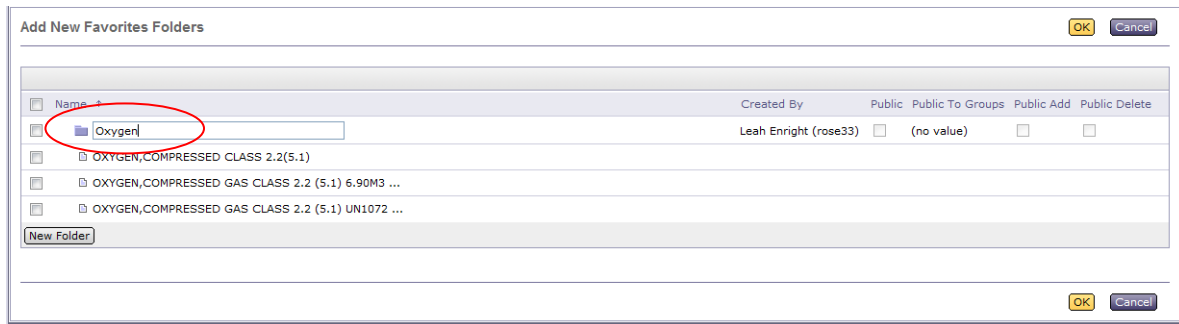 Add New Favorites Folders OK Cancel
Name ↑ Created By Public Public To Groups Public Add Public Delete
Oxygen Leah Enright (rose33) (no value)
OXYGEN,COMPRESSED CLASS 2.2(5.1)
OXYGEN,COMPRESSED GAS CLASS 2.2 (5.1) 6.90M3 ...
OXYGEN,COMPRESSED GAS CLASS 2.2 (5.1) UN1072 ...
New Folder
OK Cancel